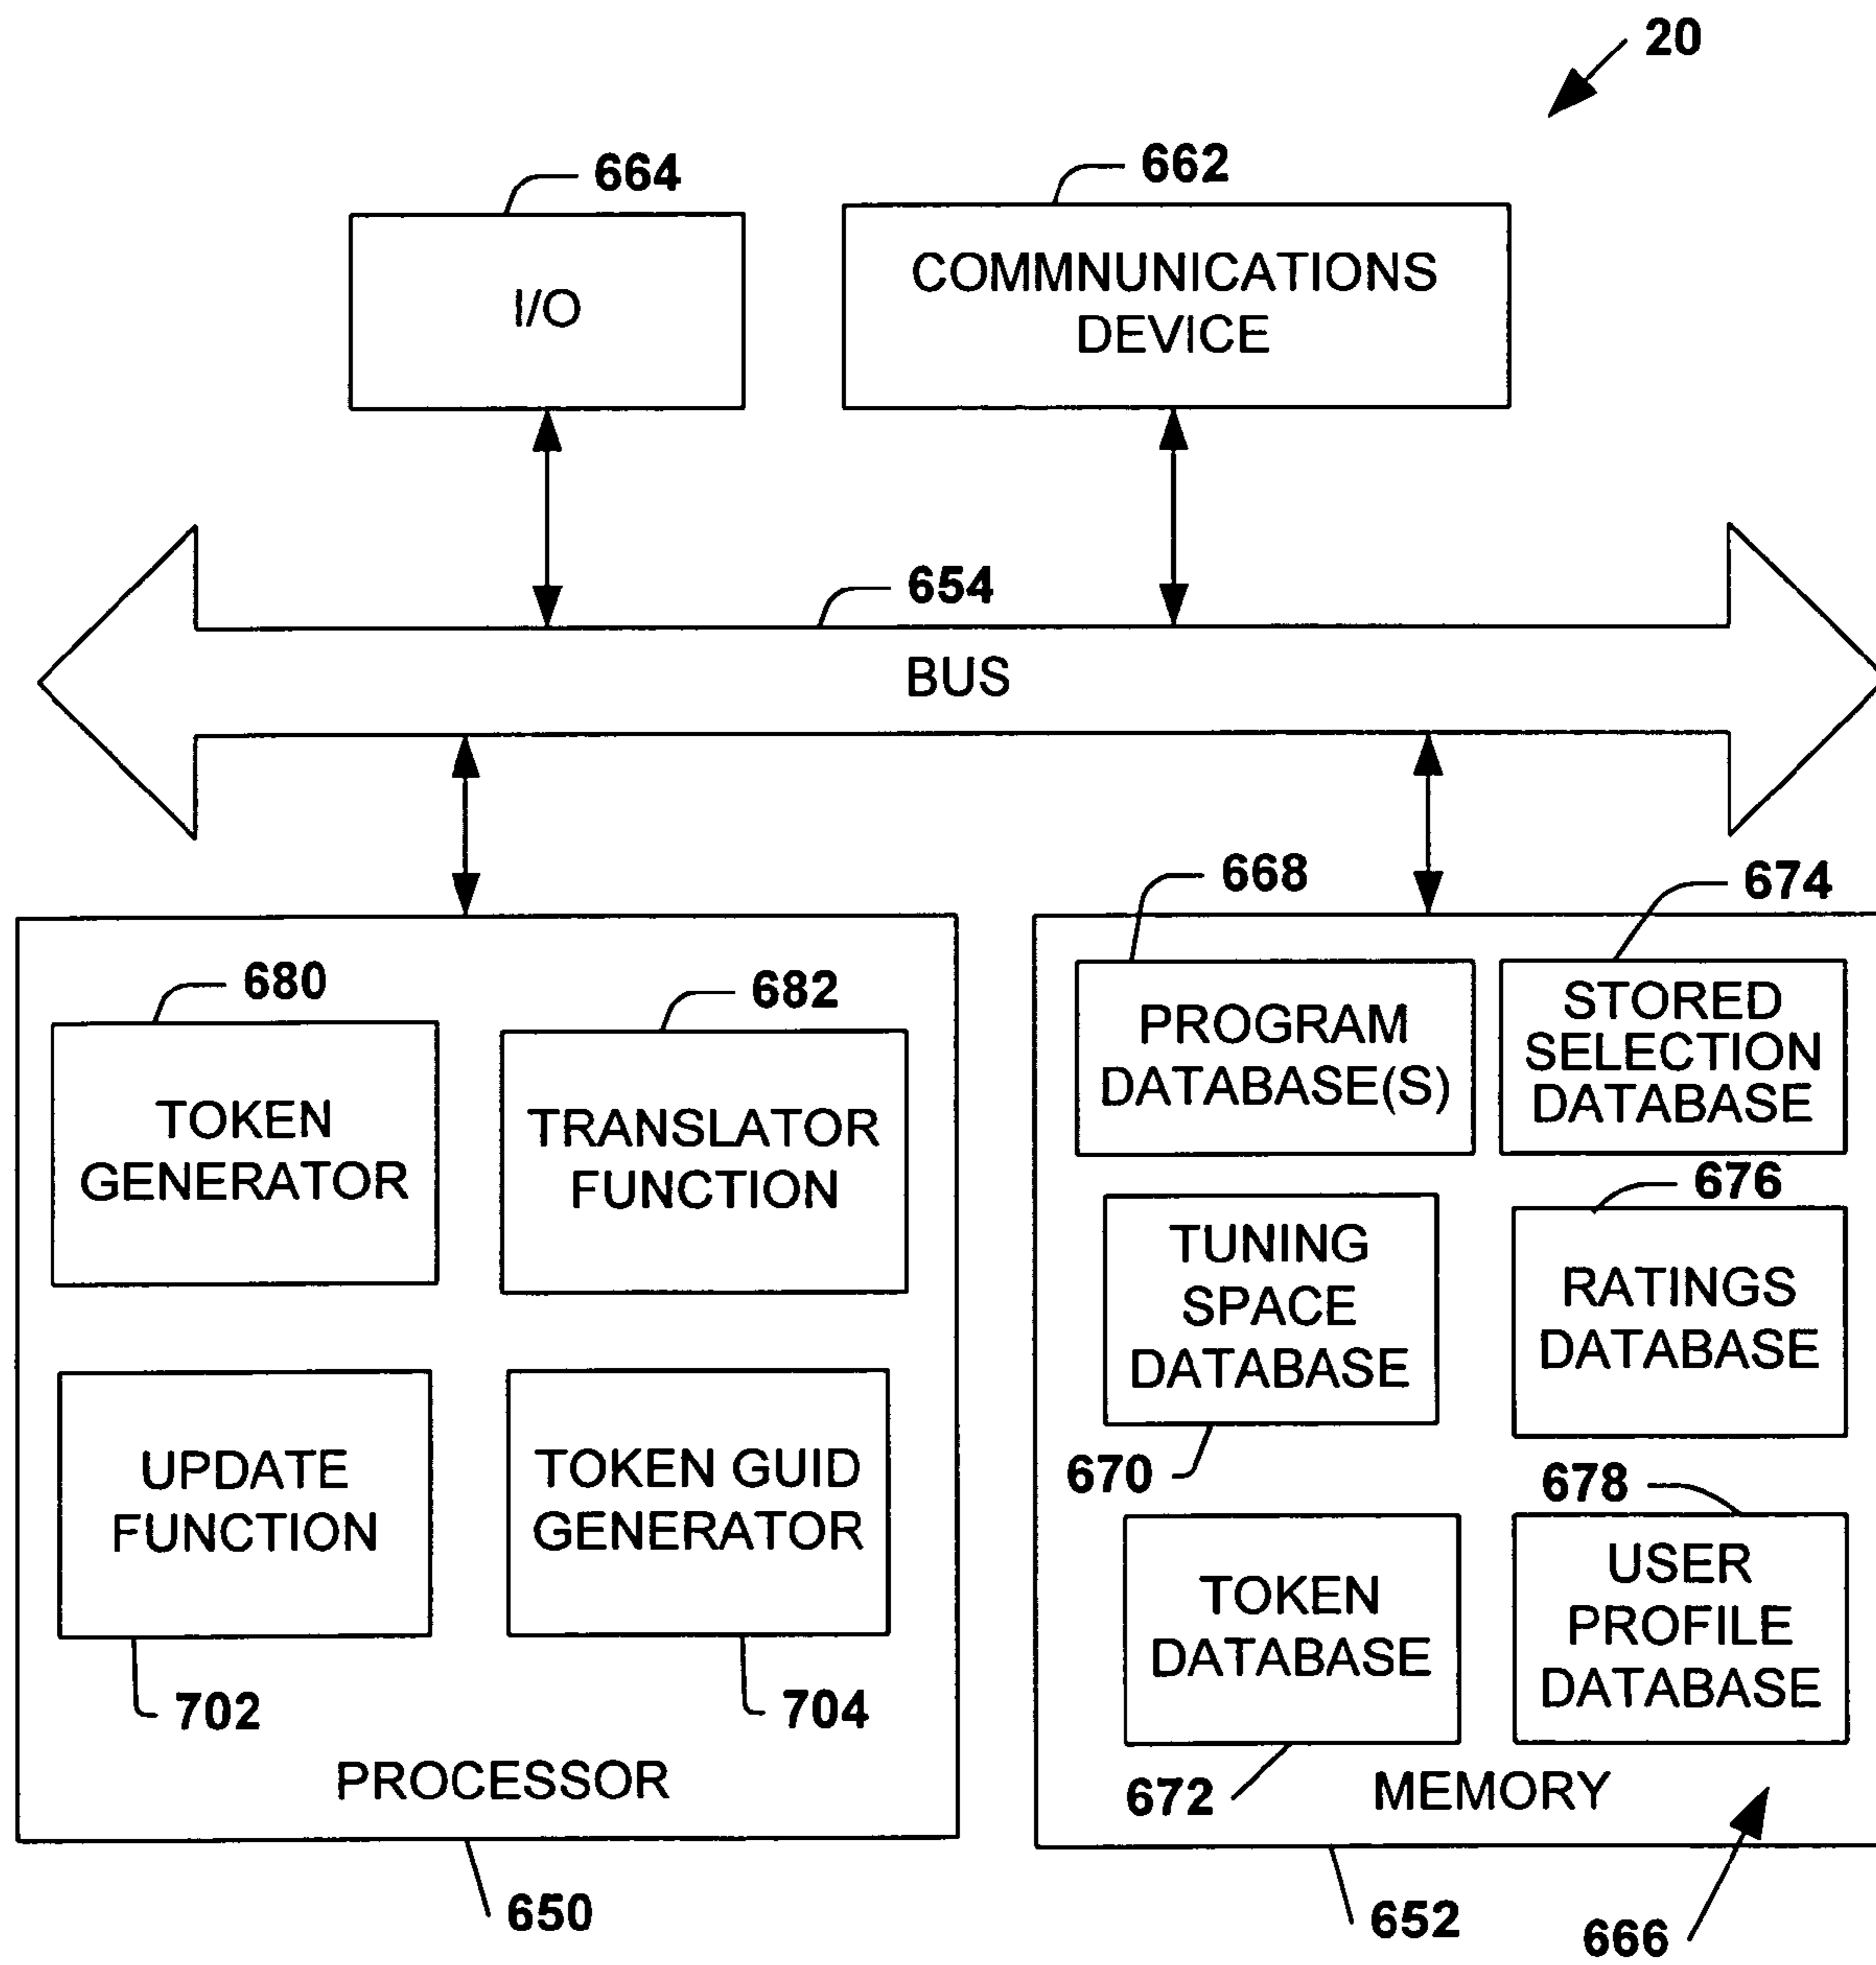 20
664
662
I/O
COMMNUNICATIONS
DEVICE
654
BUS
668
674
680
682
PROGRAM
DATABASE(S)
STORED
SELECTION
DATABASE
TOKEN
GENERATOR
TRANSLATOR
FUNCTION
676
TUNING
SPACE
DATABASE
RATINGS
DATABASE
UPDATE
FUNCTION
TOKEN GUID
GENERATOR
670
678
TOKEN
DATABASE
USER
PROFILE
DATABASE
702
704
PROCESSOR
672
MEMORY
650
652
666